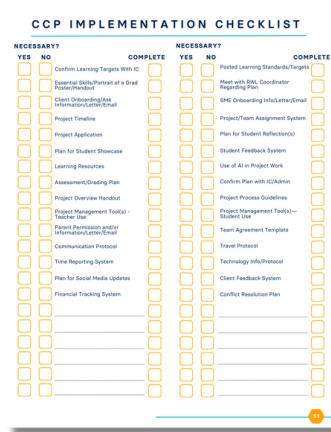 CCP IMPLEMENTATION CHECKLIST
NECESSARY?
YES NO COMPLETE
Confirm Learning Targets With IC
Essential Skills/Portrait of a Grad
Poster/Handout
Client Onboarding/Ask
Information/Letter/Email
Project Timeline
Project Application
Plan for Student Showcase
Learning Resources
Assessment/Grading Plan
Project Overview Handout
Project Management Tool(s) -
Teacher Use
Parent Permission and/or
Information/Letter/Email
Communication Protocol
Time Reporting System
Plan for Social Media Updates
Financial Tracking System
NECESSARY?
YES NO COMPLETE
Posted Learning Standards/Targets
Meet with RWL Coordinator
Regarding Plan
SME Onboarding Info/Letter/Email
Project/Team Assignment System
Plan for Student Reflection(s)
Student Feedback System
Use of AI in Project Work
Confirm Plan with IC/Admin
Project Process Guidelines
Project Management Tool(s)—
Student Use
Team Agreement Template
Travel Protocol
Technology Info/Protocol
Client Feedback System
Conflict Resolution Plan
51